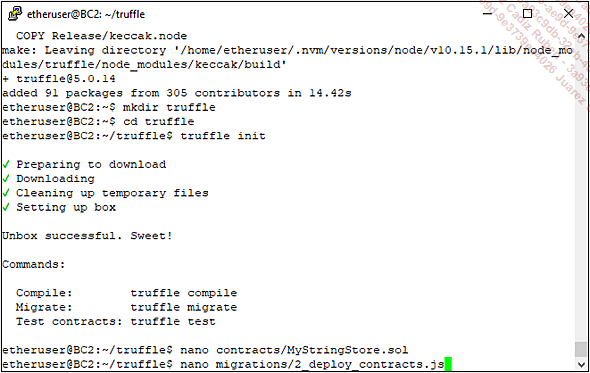 etheruser@BC2: ~/truffle
  COPY Release/keccak.node
make: Leaving directory '/home/etheruser/.nvm/versions/node/v10.15.1/lib/node_mo
dules/truffle/node_modules/keccak/build'
+ truffle@5.0.14
added 91 packages from 305 contributors in 14.42s
etheruser@BC2:~$ mkdir truffle
etheruser@BC2:~$ cd truffle
etheruser@BC2:~/truffle$ truffle init
✓ Preparing to download
✓ Downloading
✓ Cleaning up temporary files
✓ Setting up box
Unbox successful. Sweet!
Commands:
  Compile:        truffle compile
  Migrate:        truffle migrate
  Test contracts: truffle test
etheruser@BC2:~/truffle$ nano contracts/MyStringStore.sol
etheruser@BC2:~/truffle$ nano migrations/2_deploy_contracts.js